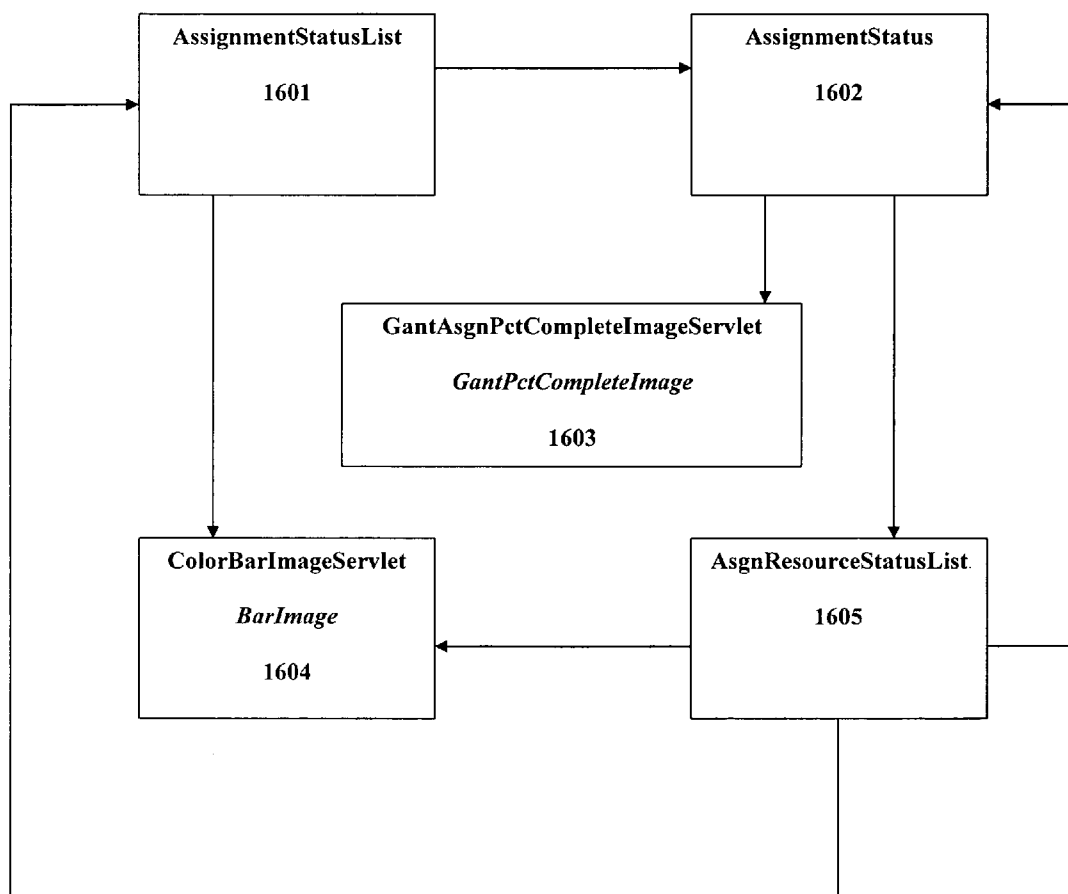 AssignmentStatusList
1601
AssignmentStatus
1602
GantAsgnPctCompleteImageServlet
GantPctCompleteImage
1603
ColorBarImageServlet
BarImage
1604
AsgnResourceStatusList
1605